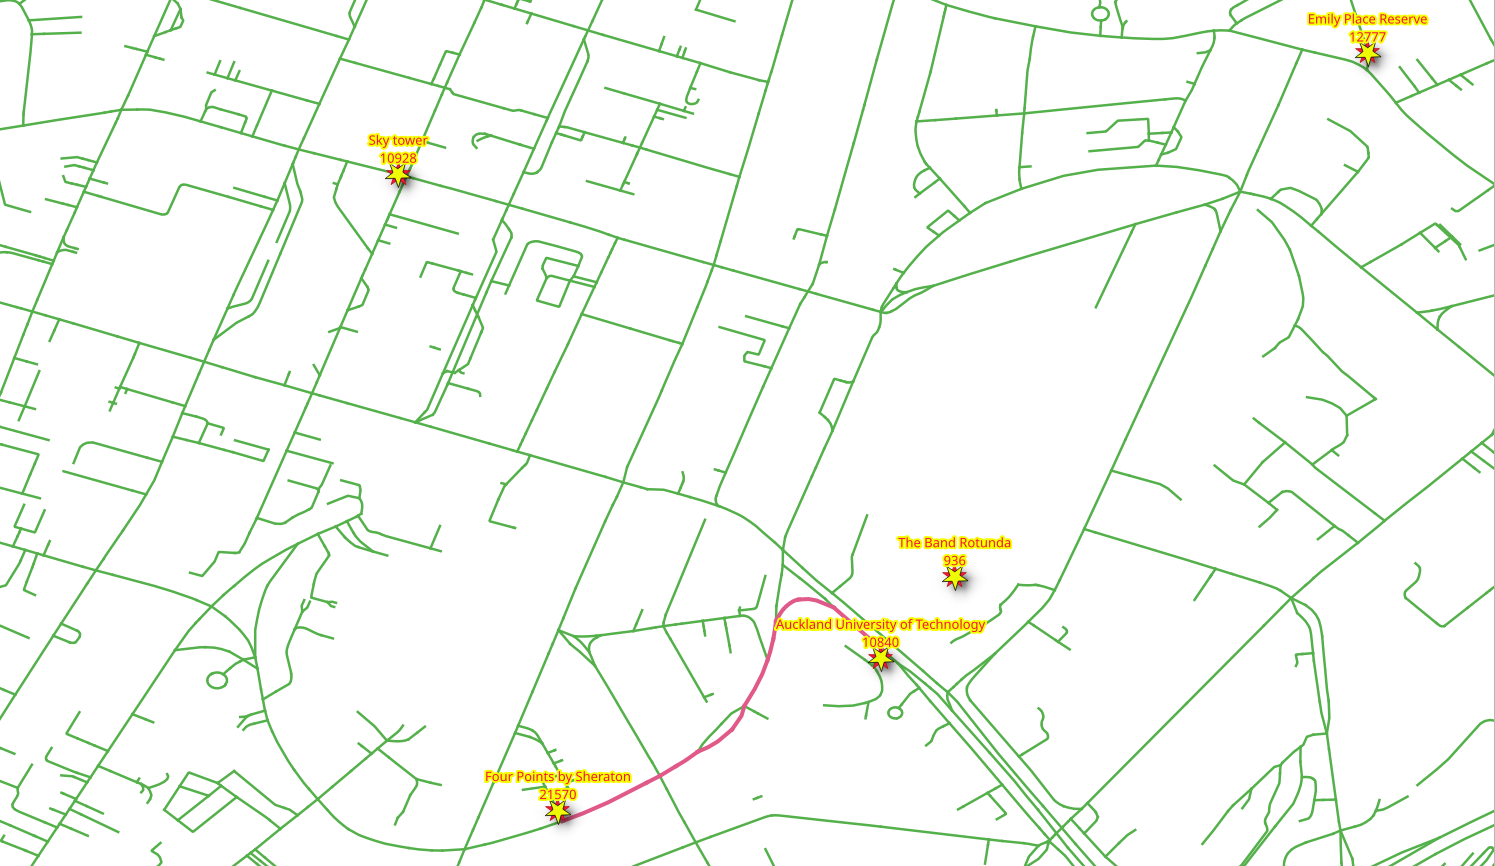 Emily Place Reserve
12777
Sky tower
10928
The Band Rotunda
936
Auckland University of Technology
10840
Four Points by Sheraton
21570